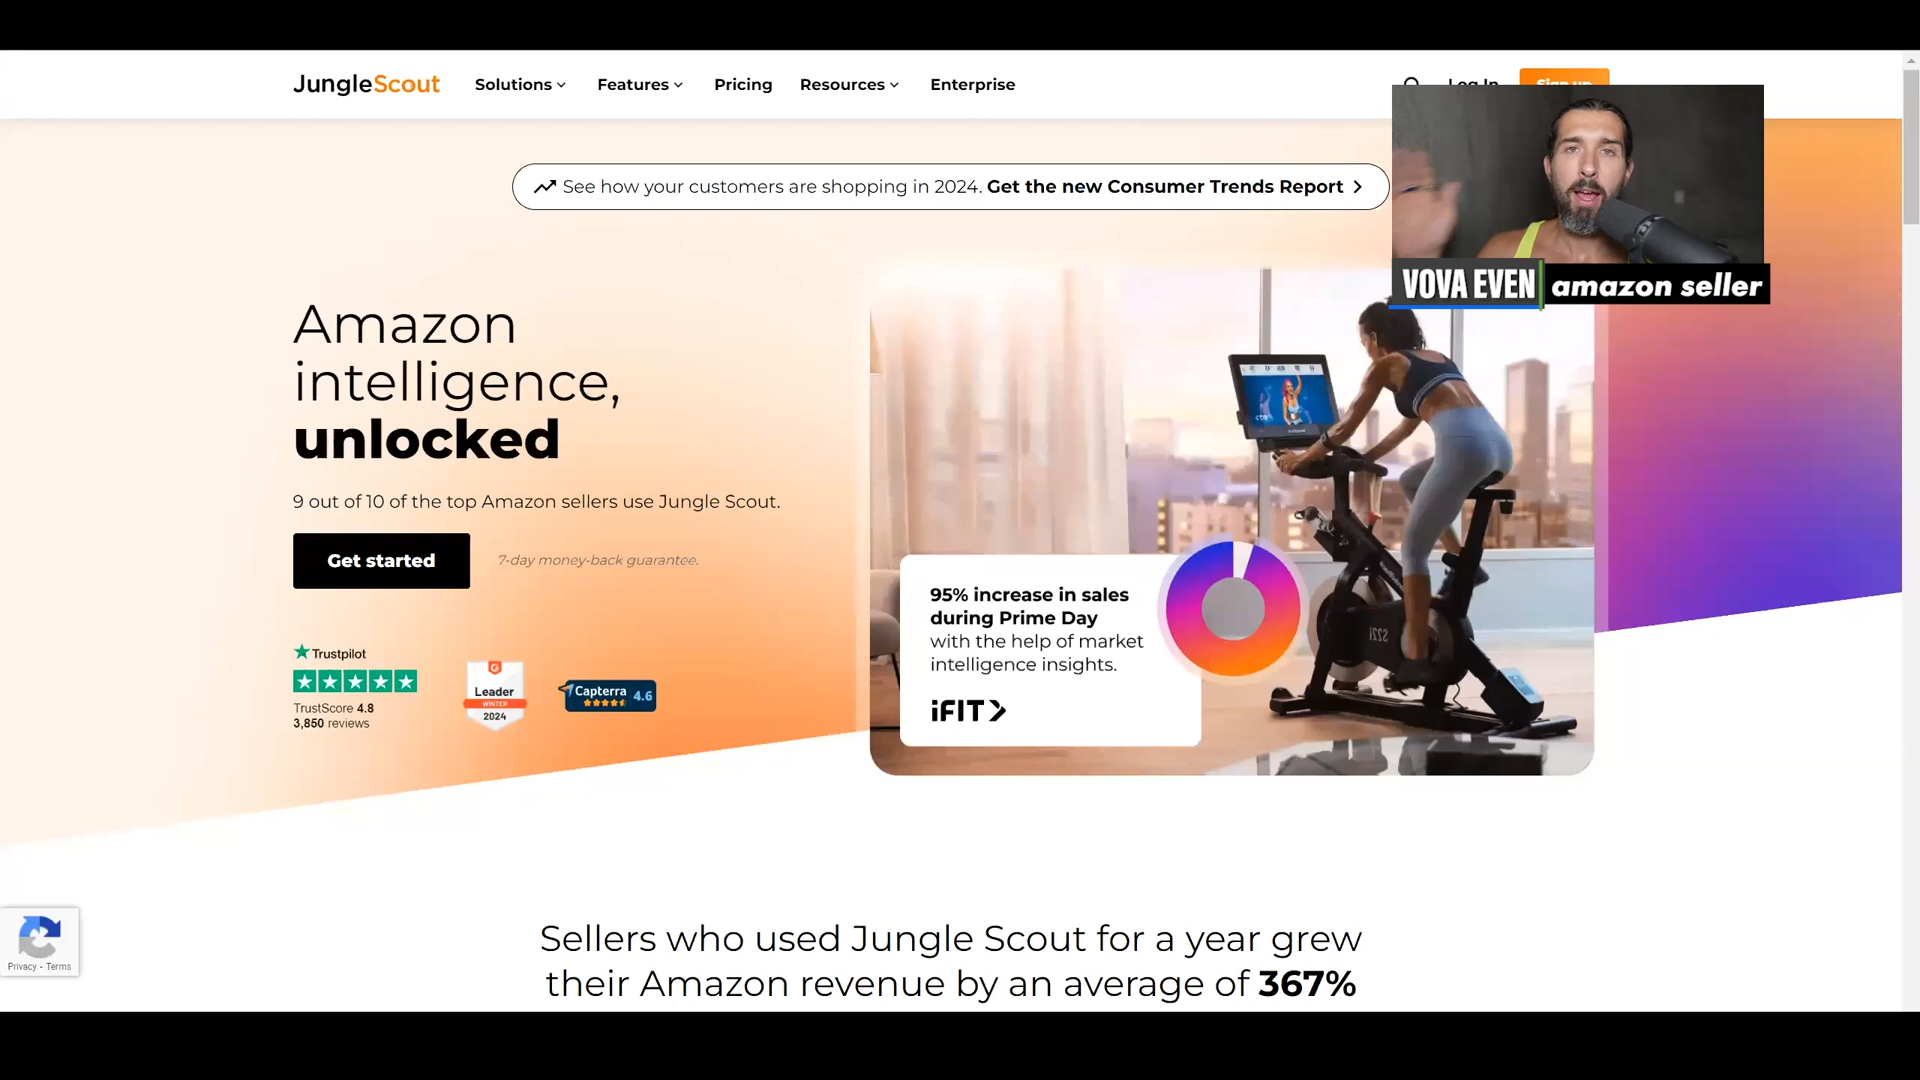 JungleScout
Solutions
Features
Pricing
Resources
Enterprise
Log In
Sign up
VOVA EVEN
amazon seller
See how your customers are shopping in 2024. Get the new Consumer Trends Report
Amazon
intelligence,
unlocked
9 out of 10 of the top Amazon sellers use Jungle Scout.
Get started
7-day money-back guarantee.
Trustpilot
TrustScore 4.8
3,850 reviews
Leader
WINTER
2024
Capterra
4.6
95% increase in sales
during Prime Day
with the help of market
intelligence insights.
iFIT
S22i
Privacy - Terms
Sellers who used Jungle Scout for a year grew
their Amazon revenue by an average of 367%